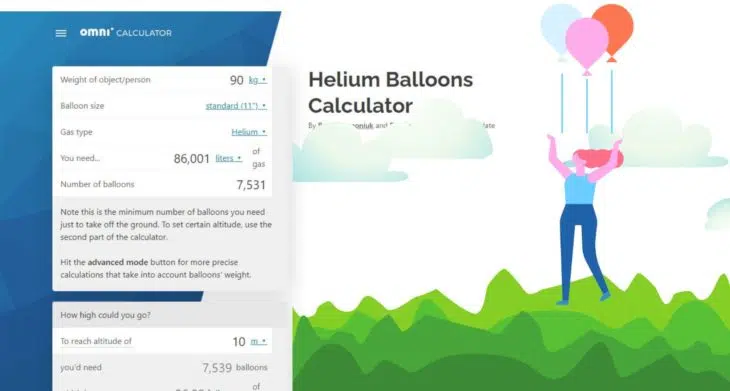 omni CALCULATOR
Weight of object/person 90 kg
Balloon size standard (11")
Gas type Helium
You need... 86,001 liters of gas
Number of balloons 7,531
Note this is the minimum number of balloons you need
just to take off the ground. To set certain altitude, use the
second part of the calculator.
Hit the advanced mode button for more precise
calculations that take into account balloons' weight.
How high could you go?
To reach altitude of 10 m
you'd need 7,539 balloons
of
Helium Balloons
Calculator
By
and